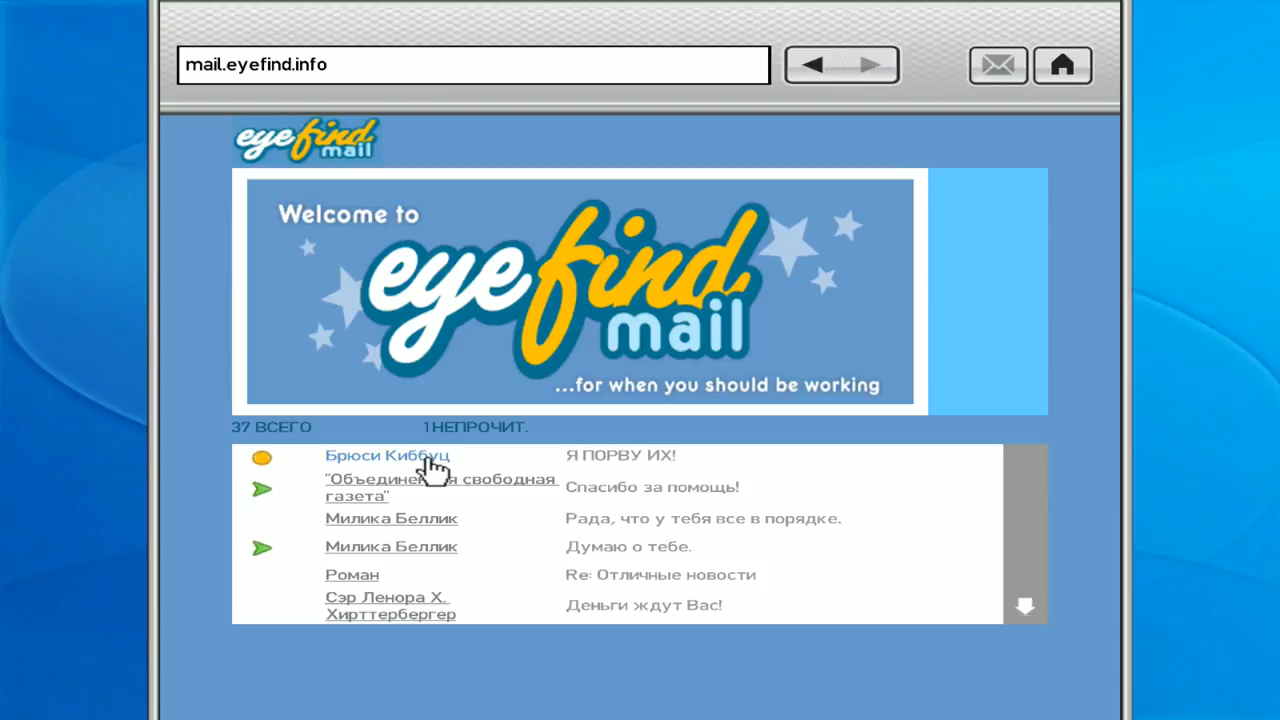 mail.eyefind.info
eyefind
mail
Welcome to
eyefind
mail
...for when you should be working
37 ВСЕГО 1 НЕПРОЧИТ.
Брюси Киббуц Я ПОРВУ ИХ!
"Объединенная свободная
газета" Спасибо за помощь!
Милика Беллик Рада, что у тебя все в порядке.
Милика Беллик Думаю о тебе.
Роман Re: Отличные новости
Сэр Ленора Х.
Хирттербергер Деньги ждут Вас!